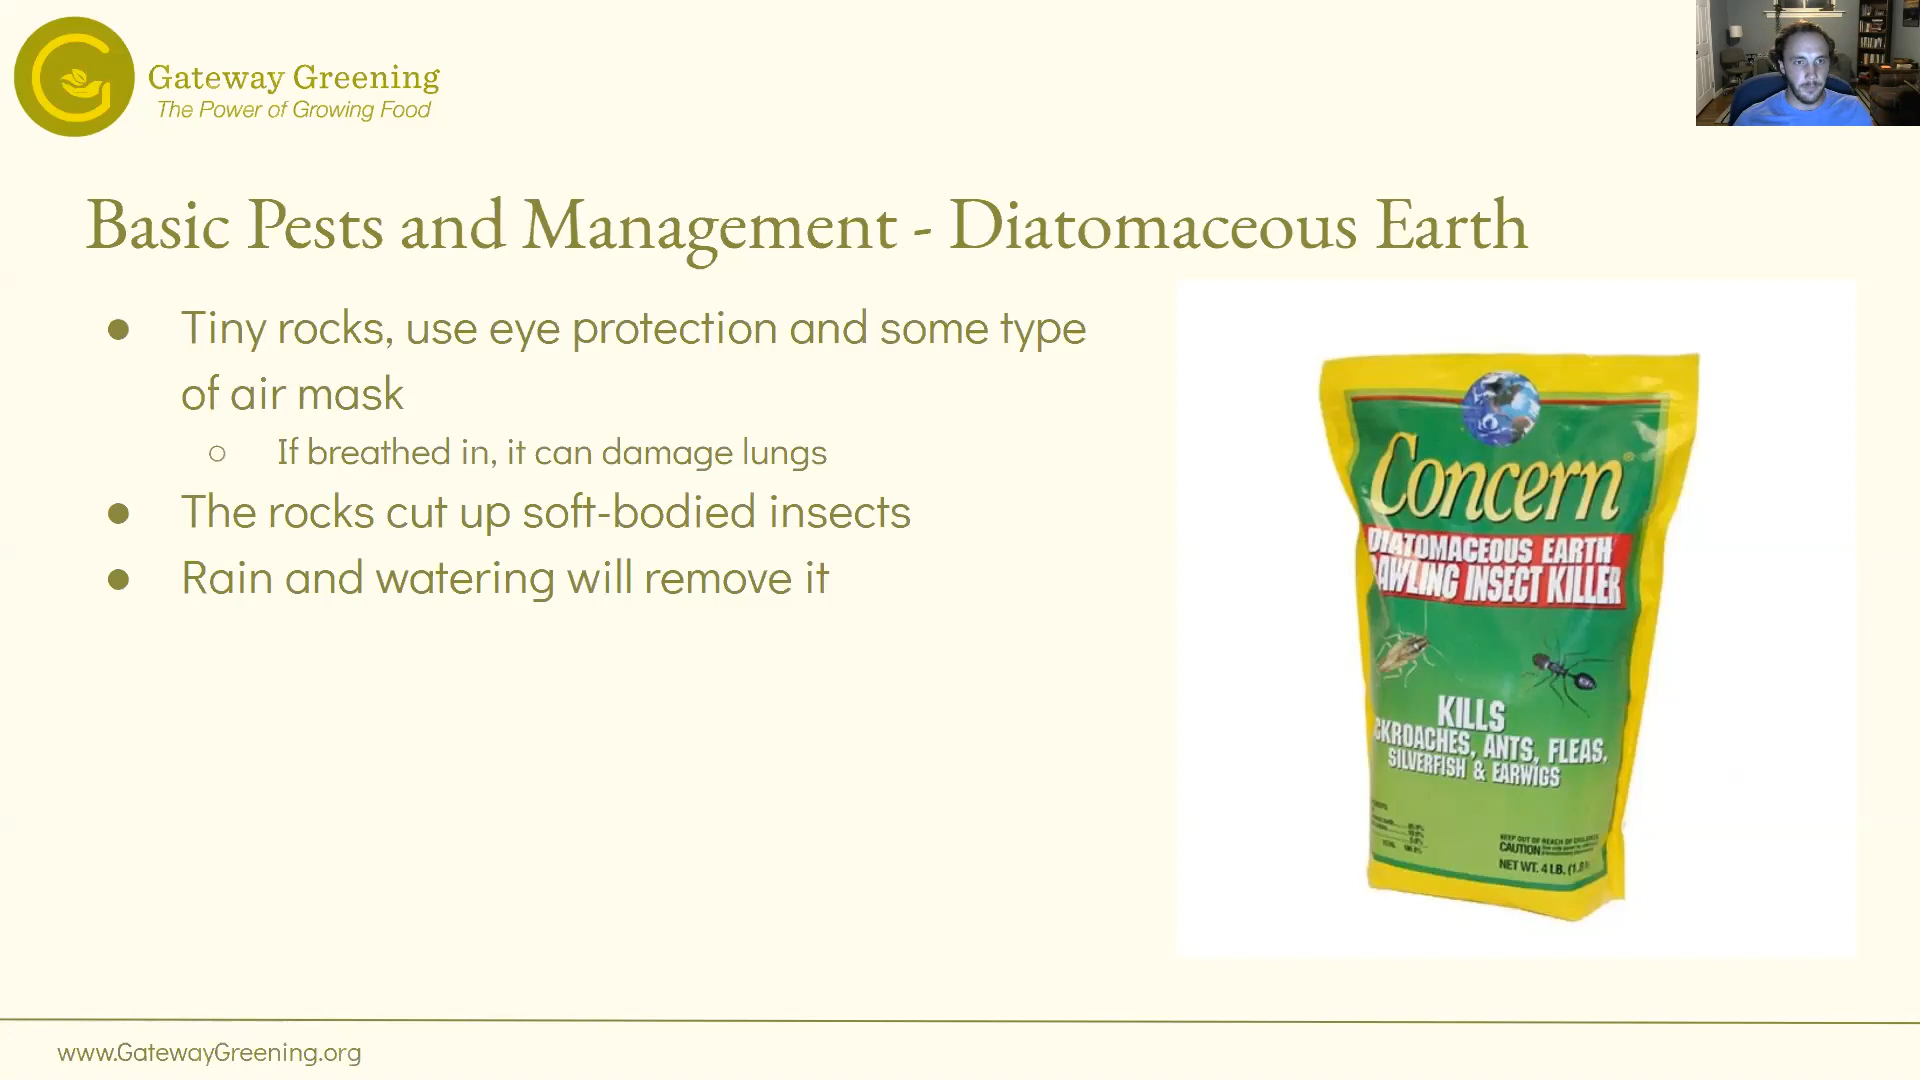 Gateway Greening
The Power of Growing Food
Basic Pests and Management - Diatomaceous Earth
● Tiny rocks, use eye protection and some type
of air mask
○ If breathed in, it can damage lungs
● The rocks cut up soft-bodied insects
● Rain and watering will remove it
Concern®
DIATOMACEOUS EARTH
RAWLING INSECT KILLER
KILLS
CKROACHES, ANTS, FLEAS,
SILVERFISH & EARWIGS
KEEP OUT OF REACH OF CHILDREN
CAUTION
NET WT. 4 LB.
www.GatewayGreening.org